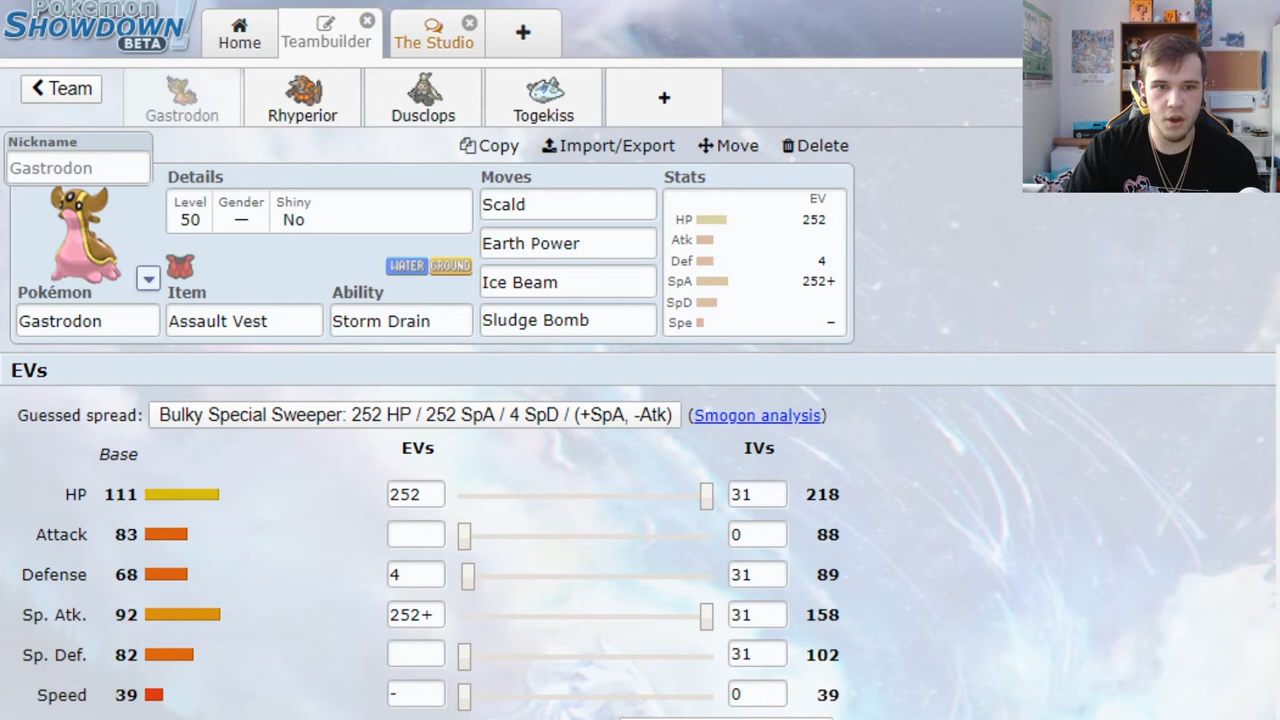 Pokémon
SHOWDOWN!
BETA
Home
Teambuilder
The Studio
+
Team
Gastrodon
Rhyperior
Dusclops
Togekiss
+
Nickname
Gastrodon
Copy
Import/Export
Move
Delete
Details
Level Gender Shiny
50 — No
WATER GROUND
Pokémon
Gastrodon
Item
Assault Vest
Ability
Storm Drain
Moves
Scald
Earth Power
Ice Beam
Sludge Bomb
Stats
EV
HP 252
Atk
Def 4
SpA 252+
SpD
Spe –
EVs
Guessed spread: Bulky Special Sweeper: 252 HP / 252 SpA / 4 SpD / (+SpA, -Atk) (Smogon analysis)
Base EVs IVs
HP 111 252 31 218
Attack 83 0 88
Defense 68 4 31 89
Sp. Atk. 92 252+ 31 158
Sp. Def. 82 31 102
Speed 39 - 0 39